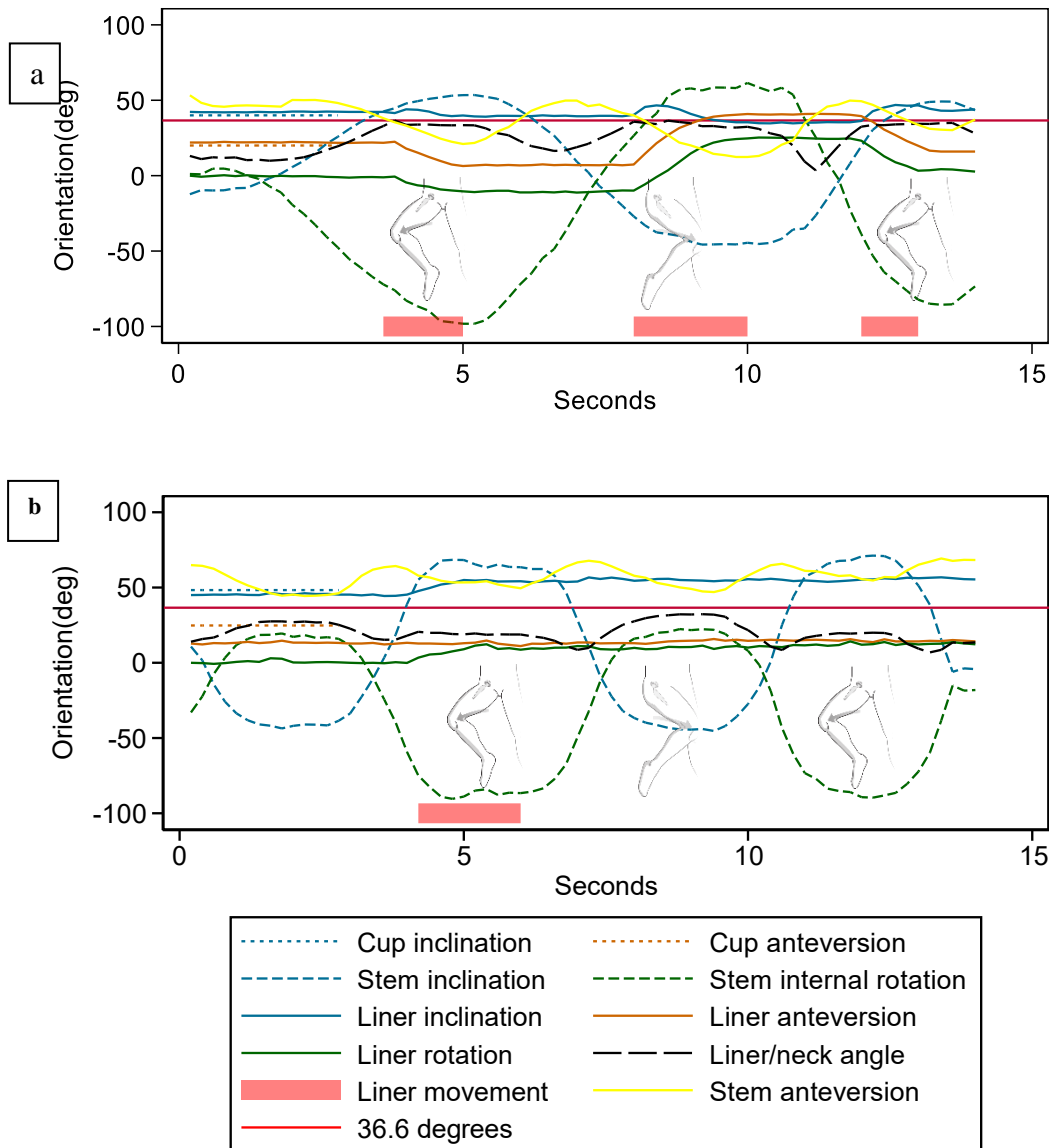 a
Orientation(deg)
100
50
0
-50
-100
0 5 10 15
Seconds
b
Orientation(deg)
100
50
0
-50
-100
0 5 10 15
Seconds
Cup inclination Cup anteversion
Stem inclination Stem internal rotation
Liner inclination Liner anteversion
Liner rotation Liner/neck angle
Liner movement Stem anteversion
36.6 degrees